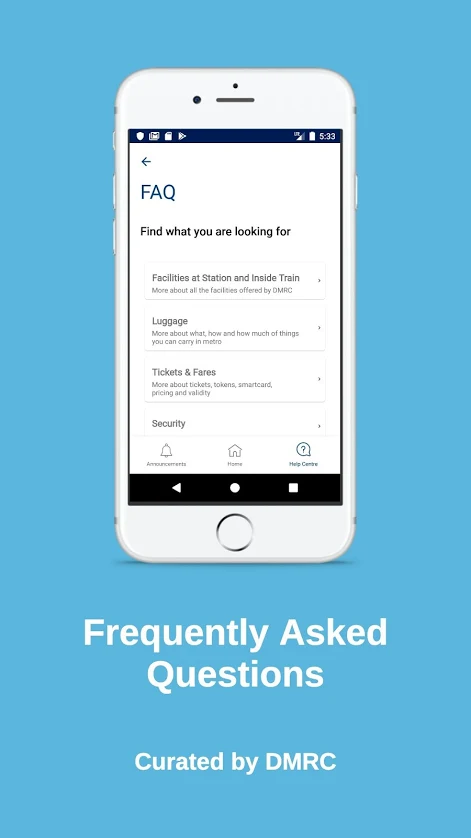 5:33
FAQ
Find what you are looking for
Facilities at Station and Inside Train
More about all the facilities offered by DMRC
Luggage
More about what, how and how much of things
you can carry in metro
Tickets & Fares
More about tickets, tokens, smartcard,
pricing and validity
Security
Announcements Home Help Centre
Frequently Asked
Questions
Curated by DMRC